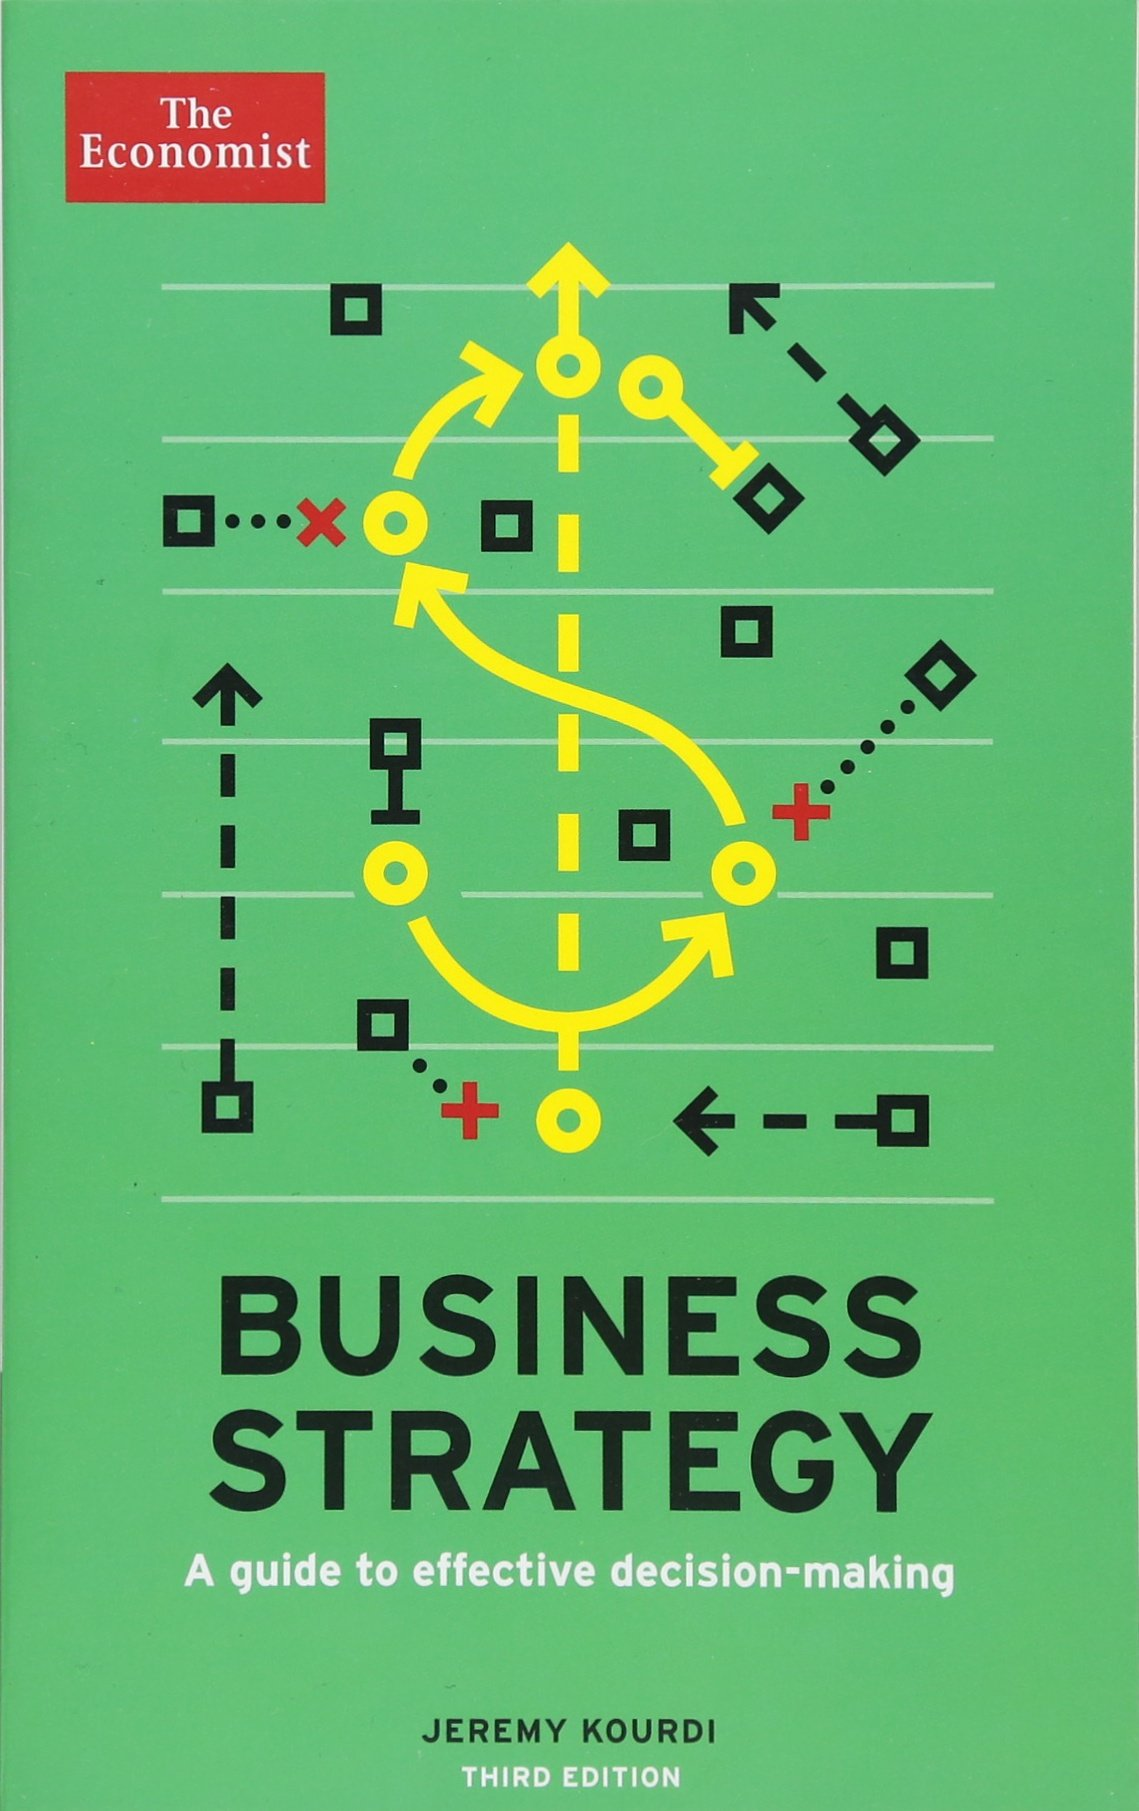 The
Economist
BUSINESS
STRATEGY
A guide to effective decision-making
JEREMY KOURDI
THIRD EDITION